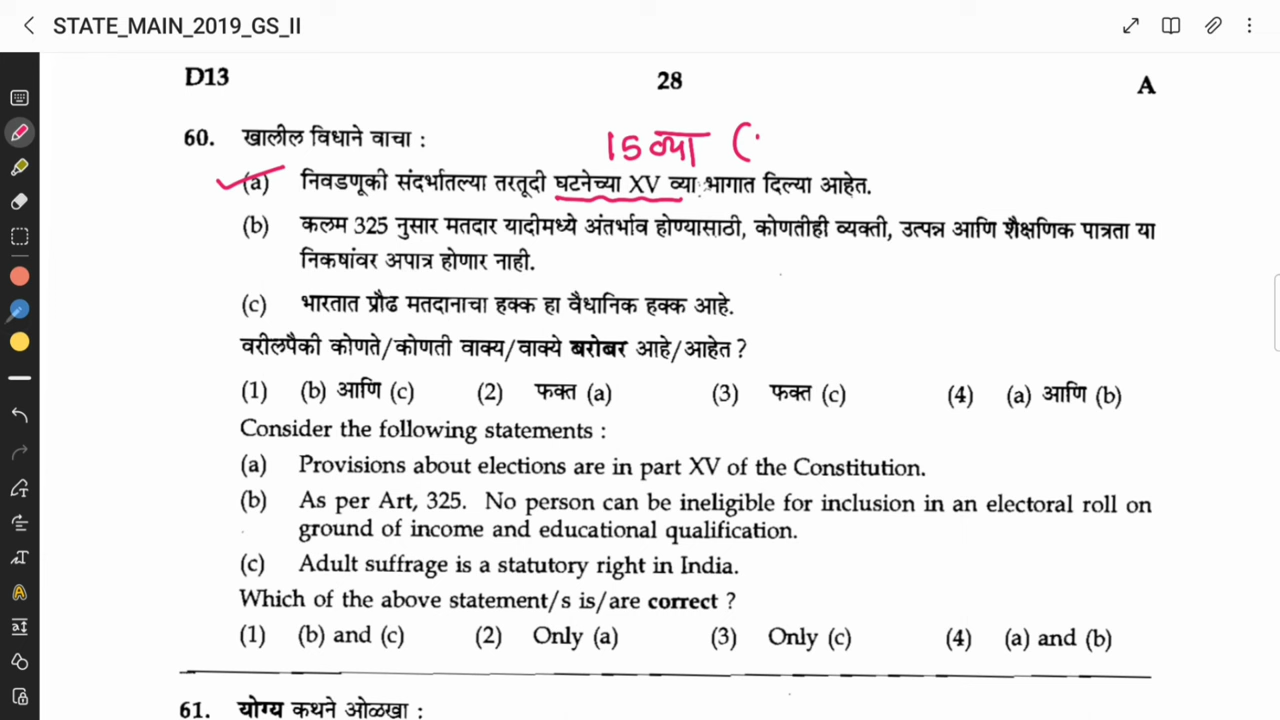 STATE_MAIN_2019_GS_II
D13 28 A
15 व्या (
60. खालील विधाने वाचा :
(a) निवडणूकी संदर्भातल्या तरतूदी घटनेच्या XV व्या भागात दिल्या आहेत.
(b) कलम 325 नुसार मतदार यादीमध्ये अंतर्भाव होण्यासाठी, कोणतीही व्यक्ती, उत्पन्न आणि शैक्षणिक पात्रता या
निकषांवर अपात्र होणार नाही.
(c) भारतात प्रौढ मतदानाचा हक्क हा वैधानिक हक्क आहे.
वरीलपैकी कोणते/कोणती वाक्य/वाक्ये बरोबर आहे/आहेत ?
(1) (b) आणि (c) (2) फक्त (a) (3) फक्त (c) (4) (a) आणि (b)
Consider the following statements :
(a) Provisions about elections are in part XV of the Constitution.
(b) As per Art, 325. No person can be ineligible for inclusion in an electoral roll on
ground of income and educational qualification.
(c) Adult suffrage is a statutory right in India.
Which of the above statement/s is/are correct ?
(1) (b) and (c) (2) Only (a) (3) Only (c) (4) (a) and (b)
61. योग्य कथने ओळखा :